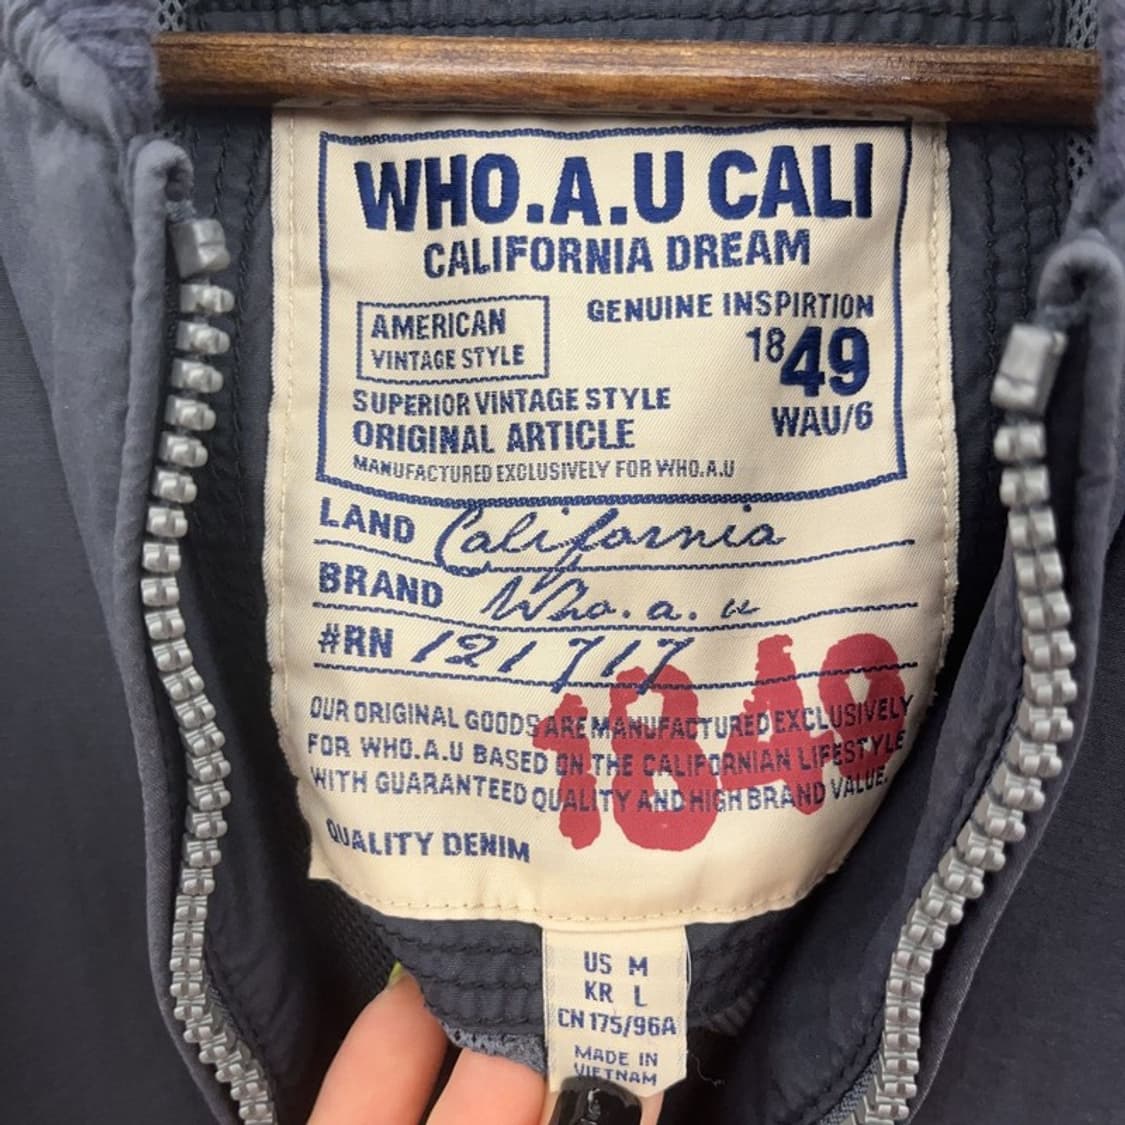 WHO.A.U CALI
CALIFORNIA DREAM
AMERICAN
VINTAGE STYLE
GENUINE INSPIRTION
1849
WAU/6
SUPERIOR VINTAGE STYLE
ORIGINAL ARTICLE
MANUFACTURED EXCLUSIVELY FOR WHO.A.U
LAND California
BRAND Who.a.u
#RN 121717
1849
OUR ORIGINAL GOODS ARE MANUFACTURED EXCLUSIVELY
FOR WHO.A.U BASED ON THE CALIFORNIAN LIFESTYLE
WITH GUARANTEED QUALITY AND HIGH BRAND VALUE.
QUALITY DENIM
US M
KR L
CN 175/96A
MADE IN
VIETNAM